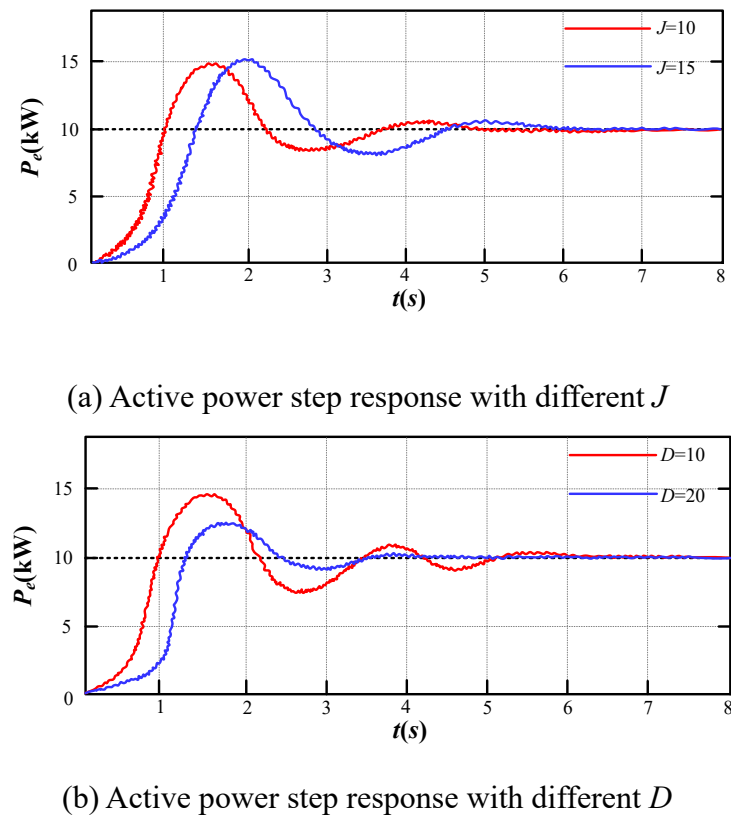 J=10
J=15
15
10
5
0
P_e(kW)
1 2 3 4 5 6 7 8
t(s)
(a) Active power step response with different J
D=10
D=20
15
10
5
0
P_e(kW)
1 2 3 4 5 6 7 8
t(s)
(b) Active power step response with different D